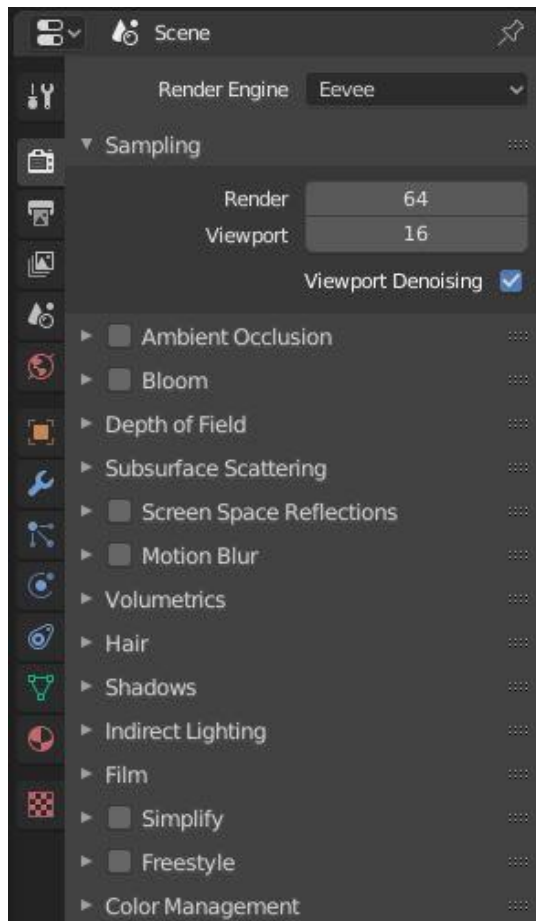 Scene
Render Engine Eevee
Sampling
Render 64
Viewport 16
Viewport Denoising
Ambient Occlusion
Bloom
Depth of Field
Subsurface Scattering
Screen Space Reflections
Motion Blur
Volumetrics
Hair
Shadows
Indirect Lighting
Film
Simplify
Freestyle
Color Management